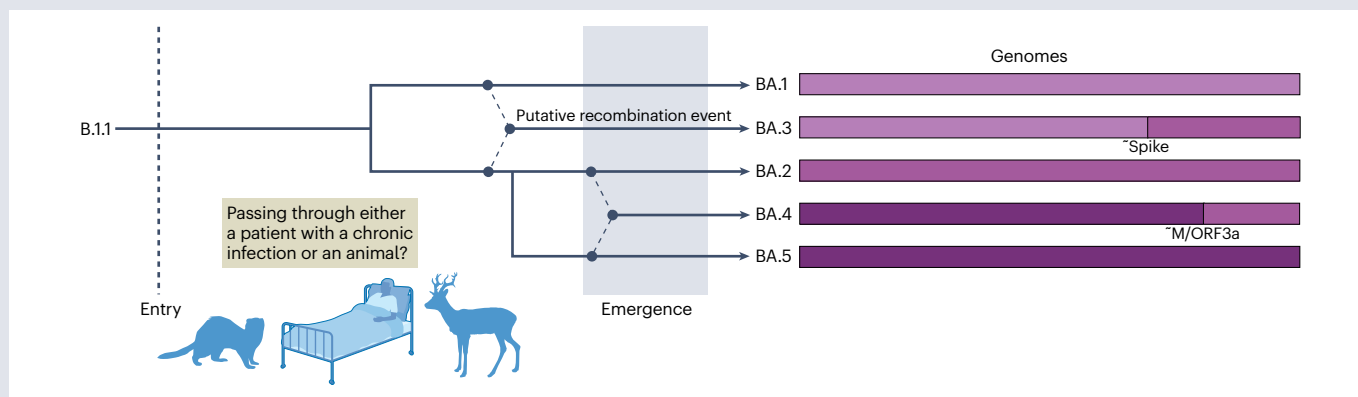 Genomes
BA.1
Putative recombination event
B.1.1
BA.3
˜Spike
BA.2
Passing through either
a patient with a chronic
infection or an animal?
BA.4
˜M/ORF3a
BA.5
Entry
Emergence